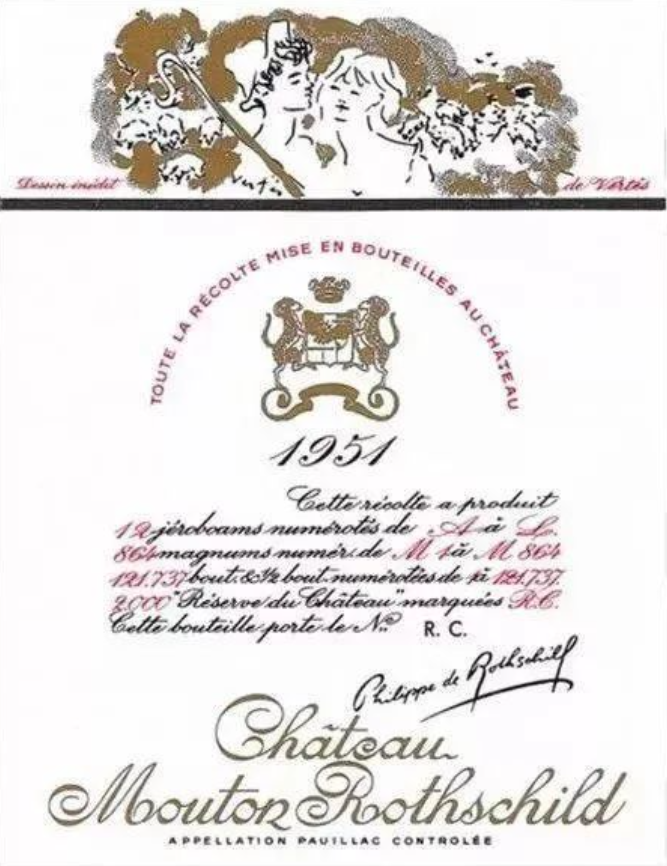 Dessin inédit de Vertès
Vertès
TOUTE LA RÉCOLTE MISE EN BOUTEILLES AU CHÂTEAU
1951
Cette récolte a produit
12 jéroboams numérotés de A à L.
864 magnums numér. de M 1 à M 864
121.737 bout. & ½ bout. numérotées de 1 à 121.737.
2.000 "Réserve du Château" marquées R.C.
Cette bouteille porte le N.º R. C.
Philippe de Rothschild
Château
Mouton Rothschild
APPELLATION PAUILLAC CONTROLÉE